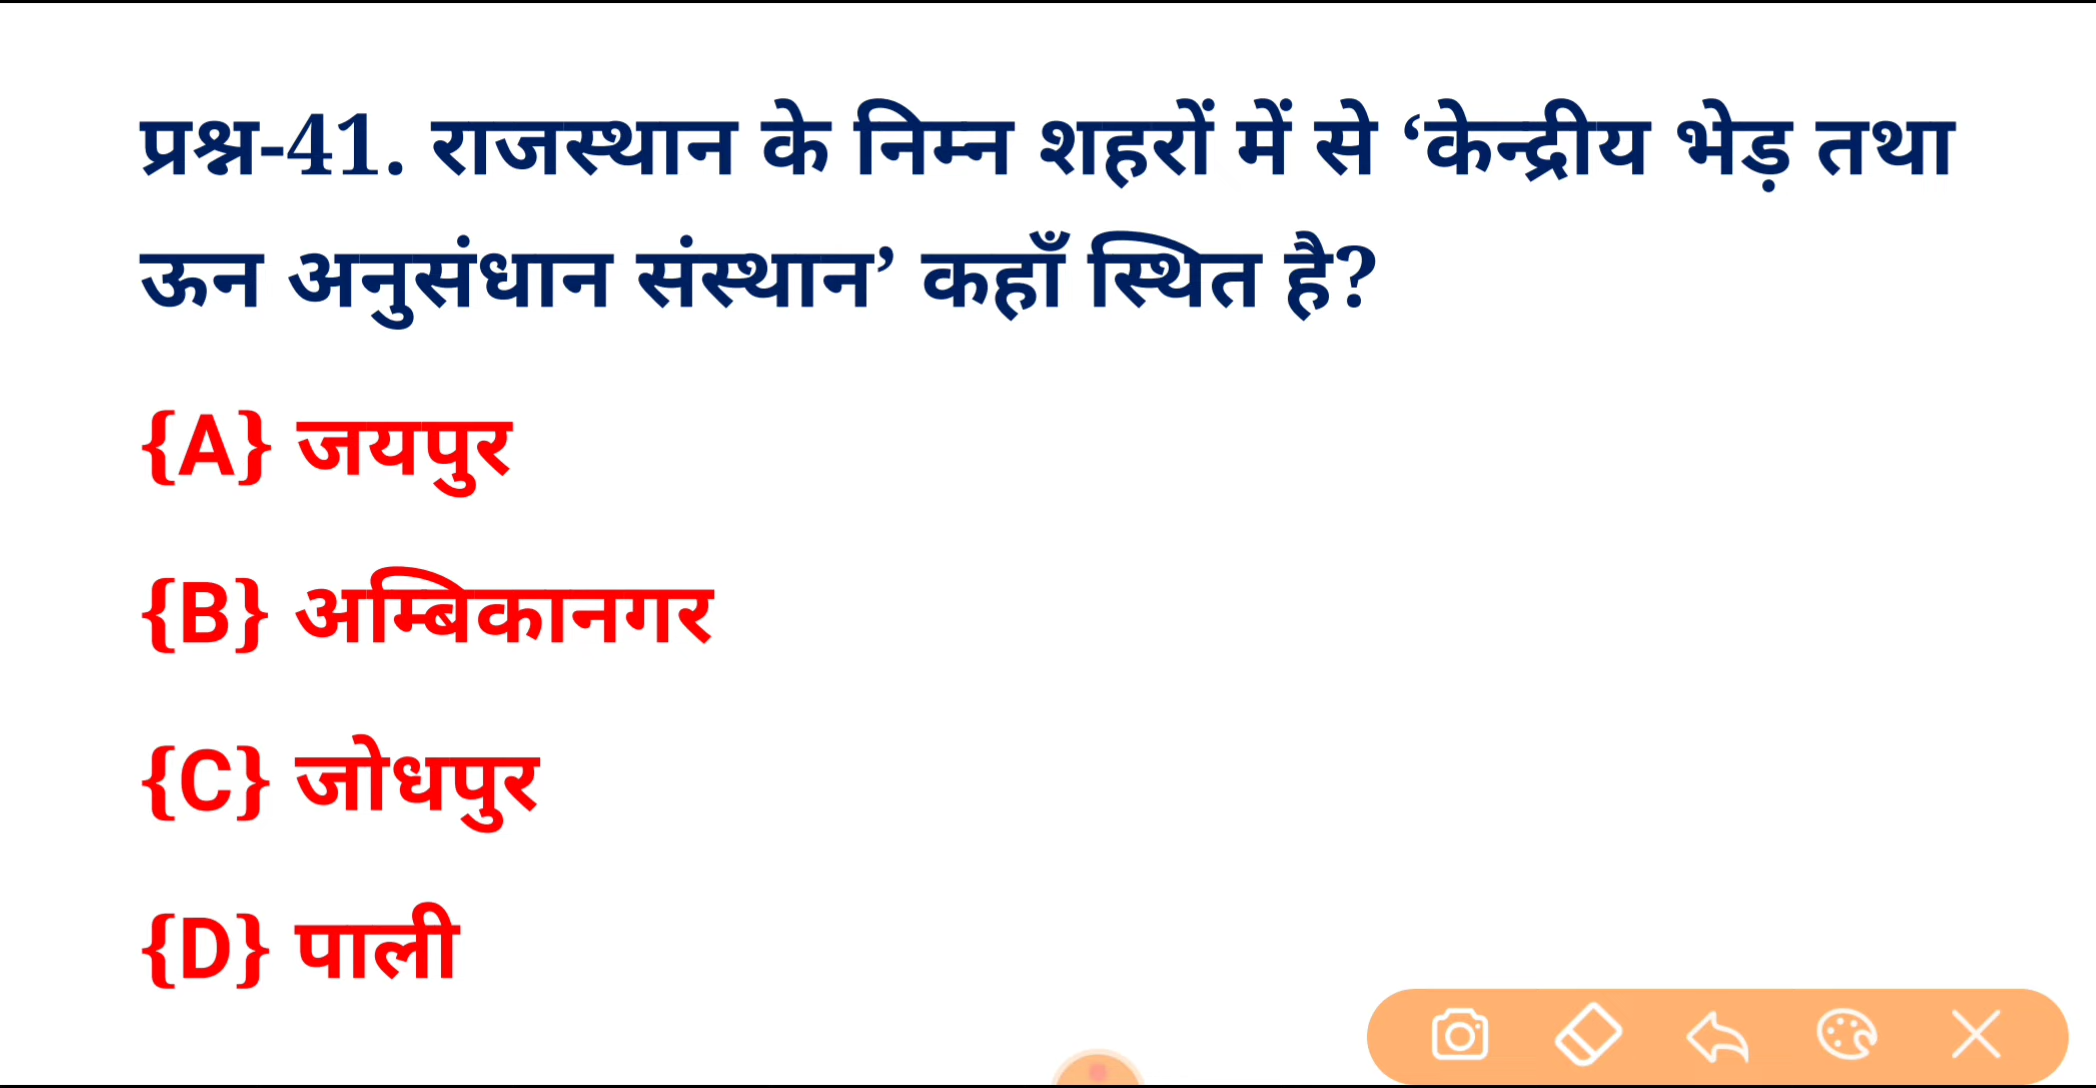 प्रश्न-41. राजस्थान के निम्न शहरों में से ‘केन्द्रीय भेड़ तथा
ऊन अनुसंधान संस्थान’ कहाँ स्थित है?
{A} जयपुर
{B} अम्बिकानगर
{C} जोधपुर
{D} पाली